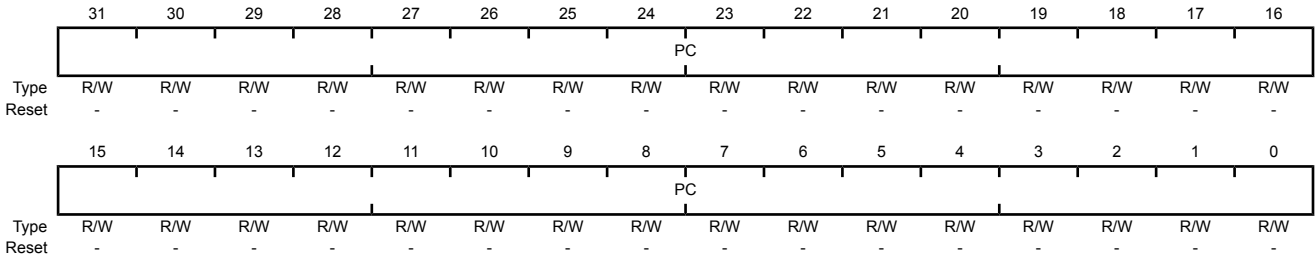 31 30 29 28 27 26 25 24 23 22 21 20 19 18 17 16
PC
Type R/W R/W R/W R/W R/W R/W R/W R/W R/W R/W R/W R/W R/W R/W R/W R/W
Reset - - - - - - - - - - - - - - - -
15 14 13 12 11 10 9 8 7 6 5 4 3 2 1 0
PC
Type R/W R/W R/W R/W R/W R/W R/W R/W R/W R/W R/W R/W R/W R/W R/W R/W
Reset - - - - - - - - - - - - - - - -